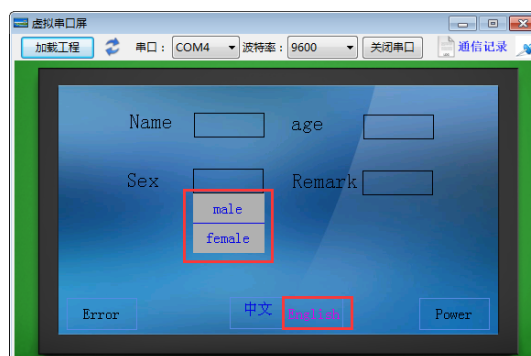 虚拟串口屏
加载工程 串口： COM4 波特率： 9600 关闭串口 通信记录
Name age
Sex Remark
male
female
Error 中文 English Power